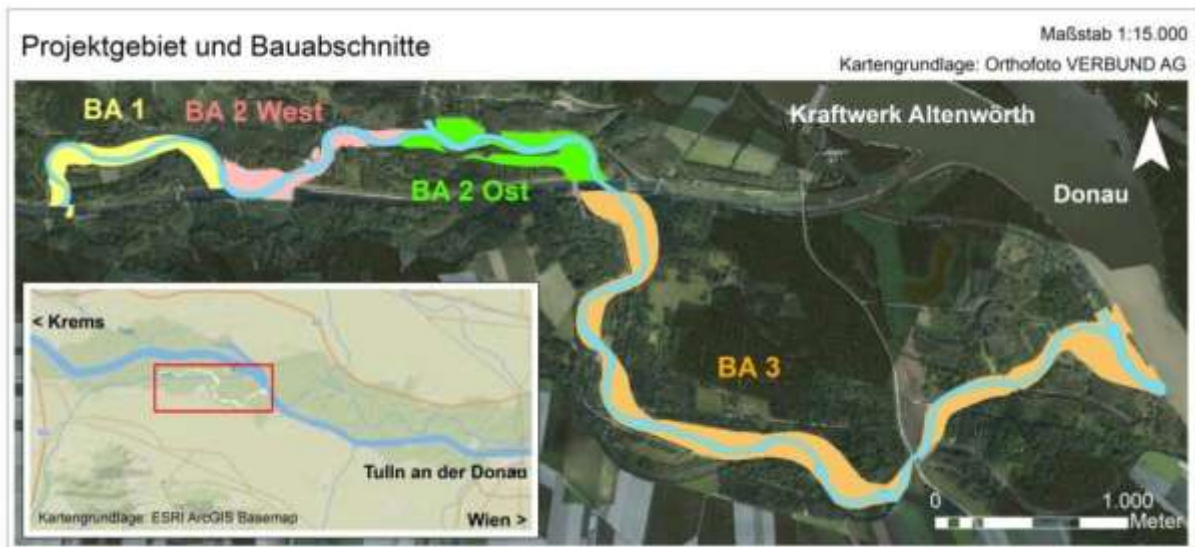 Projektgebiet und Bauabschnitte
Maßstab 1:15.000
Kartengrundlage: Orthofoto VERBUND AG
BA 1
BA 2 West
Kraftwerk Altenwörth
N
BA 2 Ost
Donau
< Krems
BA 3
Tulln an der Donau
Kartengrundlage: ESRI ArcGIS Basemap
Wien >
0
1.000
Meter